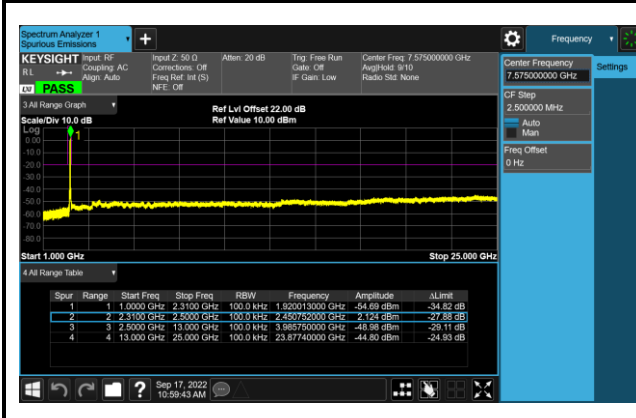 Spectrum Analyzer 1
Spurious Emissions
Frequency
KEYSIGHT Input: RF Input Z: 50 Ω Atten: 20 dB Trig: Free Run Center Freq: 7.575000000 GHz
RL Coupling: AC Corrections: Off Gate: Off Avg|Hold: 9/10
Align: Auto Freq Ref: Int (S) IF Gain: Low Radio Std: None
NFE: Off
LXI PASS
3 All Range Graph
Ref Lvl Offset 22.00 dB
Scale/Div 10.0 dB Ref Value 10.00 dBm
Log
1
0.00
-10.0
-20.0
-30.0
-40.0
-50.0
-60.0
-70.0
-80.0
Start 1.000 GHz Stop 25.000 GHz
4 All Range Table
Spur Range Start Freq Stop Freq RBW Frequency Amplitude ΔLimit
1 1 1.0000 GHz 2.3100 GHz 100.0 kHz 1.920013000 GHz -54.69 dBm -34.82 dB
2 2 2.3100 GHz 2.5000 GHz 100.0 kHz 2.450752000 GHz 2.124 dBm -27.88 dB
3 3 2.5000 GHz 13.000 GHz 100.0 kHz 3.985750000 GHz -48.98 dBm -29.11 dB
4 4 13.000 GHz 25.000 GHz 100.0 kHz 23.87740000 GHz -44.80 dBm -24.93 dB
Center Frequency
7.575000000 GHz
Settings
CF Step
2.500000 MHz
Auto
Man
Freq Offset
0 Hz
?
Sep 17, 2022
10:59:43 AM